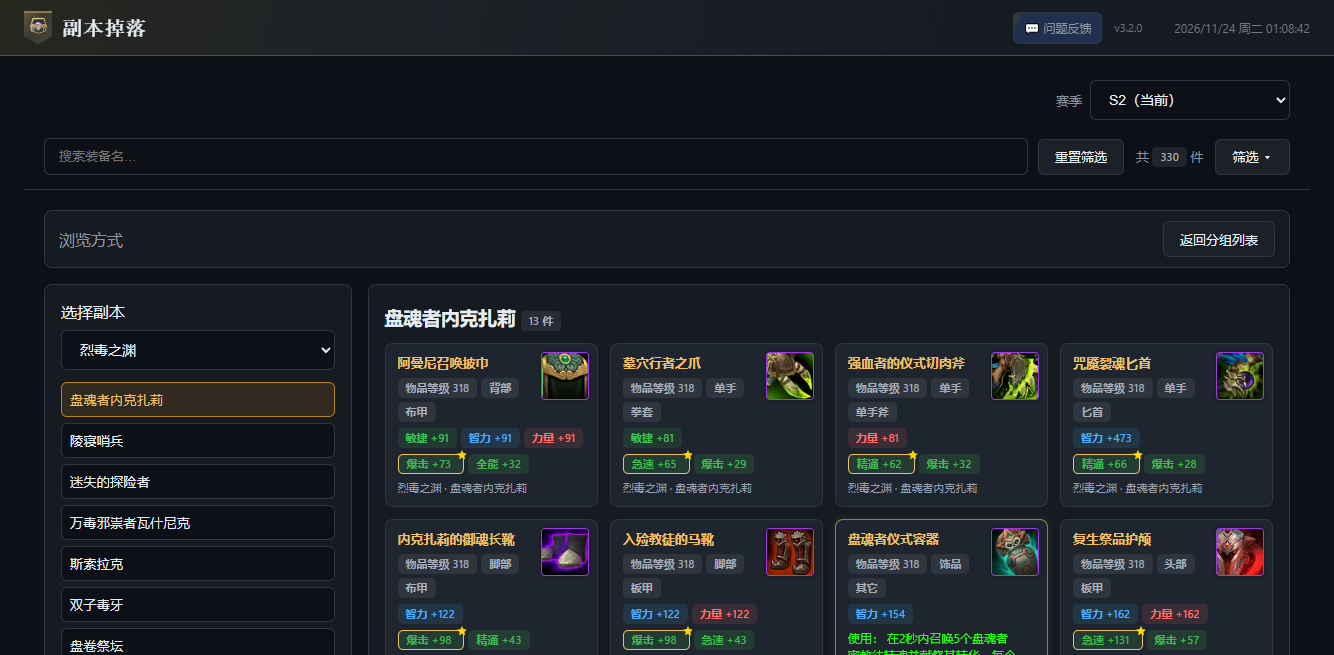 副本掉落
问题反馈 v3.2.0 2026/11/24 周二 01:08:42
赛季 S2（当前）
搜索装备名...
重置筛选 共 330 件 筛选
浏览方式
返回分组列表
选择副本
烈毒之渊
盘魂者内克扎莉
陵寝哨兵
迷失的探险者
万毒邪祟者瓦什尼克
斯索拉克
双子毒牙
盘卷祭坛
盘魂者内克扎莉 13 件
阿曼尼召唤披巾
物品等级 318 背部
布甲
敏捷 +91 智力 +91 力量 +91
爆击 +73 全能 +32
烈毒之渊 · 盘魂者内克扎莉
墓穴行者之爪
物品等级 318 单手
拳套
敏捷 +81
急速 +65 爆击 +29
烈毒之渊 · 盘魂者内克扎莉
强血者的仪式切肉斧
物品等级 318 单手
单手斧
力量 +81
精通 +62 爆击 +32
烈毒之渊 · 盘魂者内克扎莉
咒魇裂魂匕首
物品等级 318 单手
匕首
智力 +473
精通 +66 爆击 +28
烈毒之渊 · 盘魂者内克扎莉
内克扎莉的御魂长靴
物品等级 318 脚部
布甲
智力 +122
爆击 +98 精通 +43
入殓教徒的马靴
物品等级 318 脚部
板甲
智力 +122 力量 +122
爆击 +98 急速 +43
盘魂者仪式容器
物品等级 318 饰品
其它
智力 +154
使用： 在2秒内召唤5个盘魂者
复生祭品护颅
物品等级 318 头部
板甲
智力 +162 力量 +162
急速 +131 爆击 +57